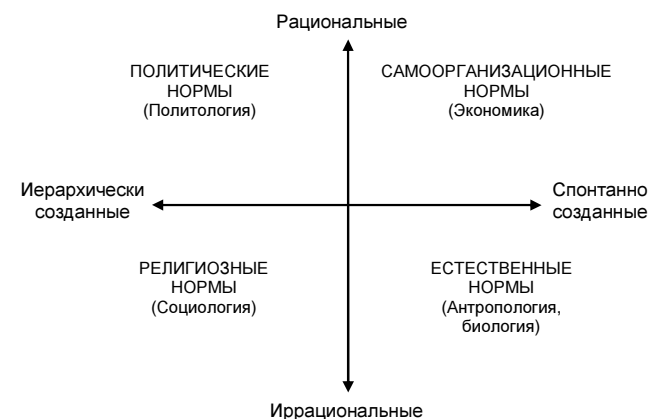 Рациональные
ПОЛИТИЧЕСКИЕ
НОРМЫ
(Политология)
САМООРГАНИЗАЦИОННЫЕ
НОРМЫ
(Экономика)
Иерархически
созданные
Спонтанно
созданные
РЕЛИГИОЗНЫЕ
НОРМЫ
(Социология)
ЕСТЕСТВЕННЫЕ
НОРМЫ
(Антропология,
биология)
Иррациональные